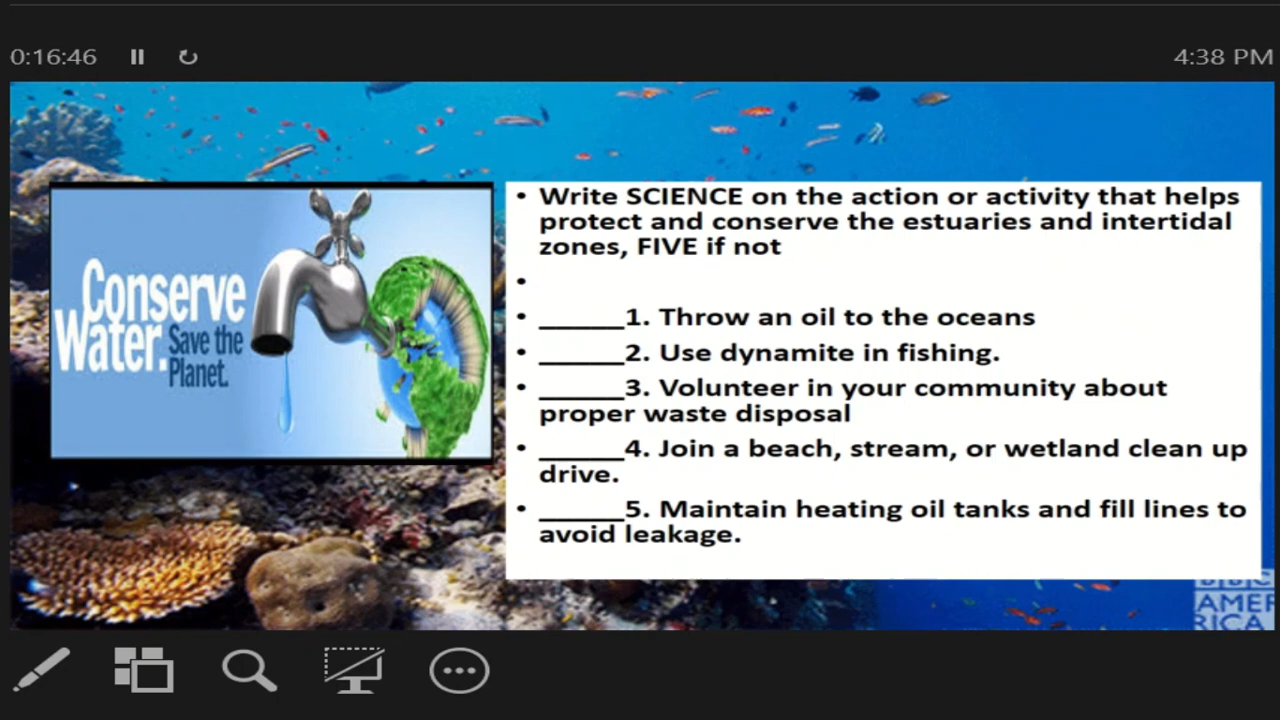 0:16:46
4:38 PM
Conserve
Water.
Save the
Planet.
• Write SCIENCE on the action or activity that helps
protect and conserve the estuaries and intertidal
zones, FIVE if not
•
• ______1. Throw an oil to the oceans
• ______2. Use dynamite in fishing.
• ______3. Volunteer in your community about
proper waste disposal
• ______4. Join a beach, stream, or wetland clean up
drive.
• ______5. Maintain heating oil tanks and fill lines to
avoid leakage.
BBC
AMER
RICA